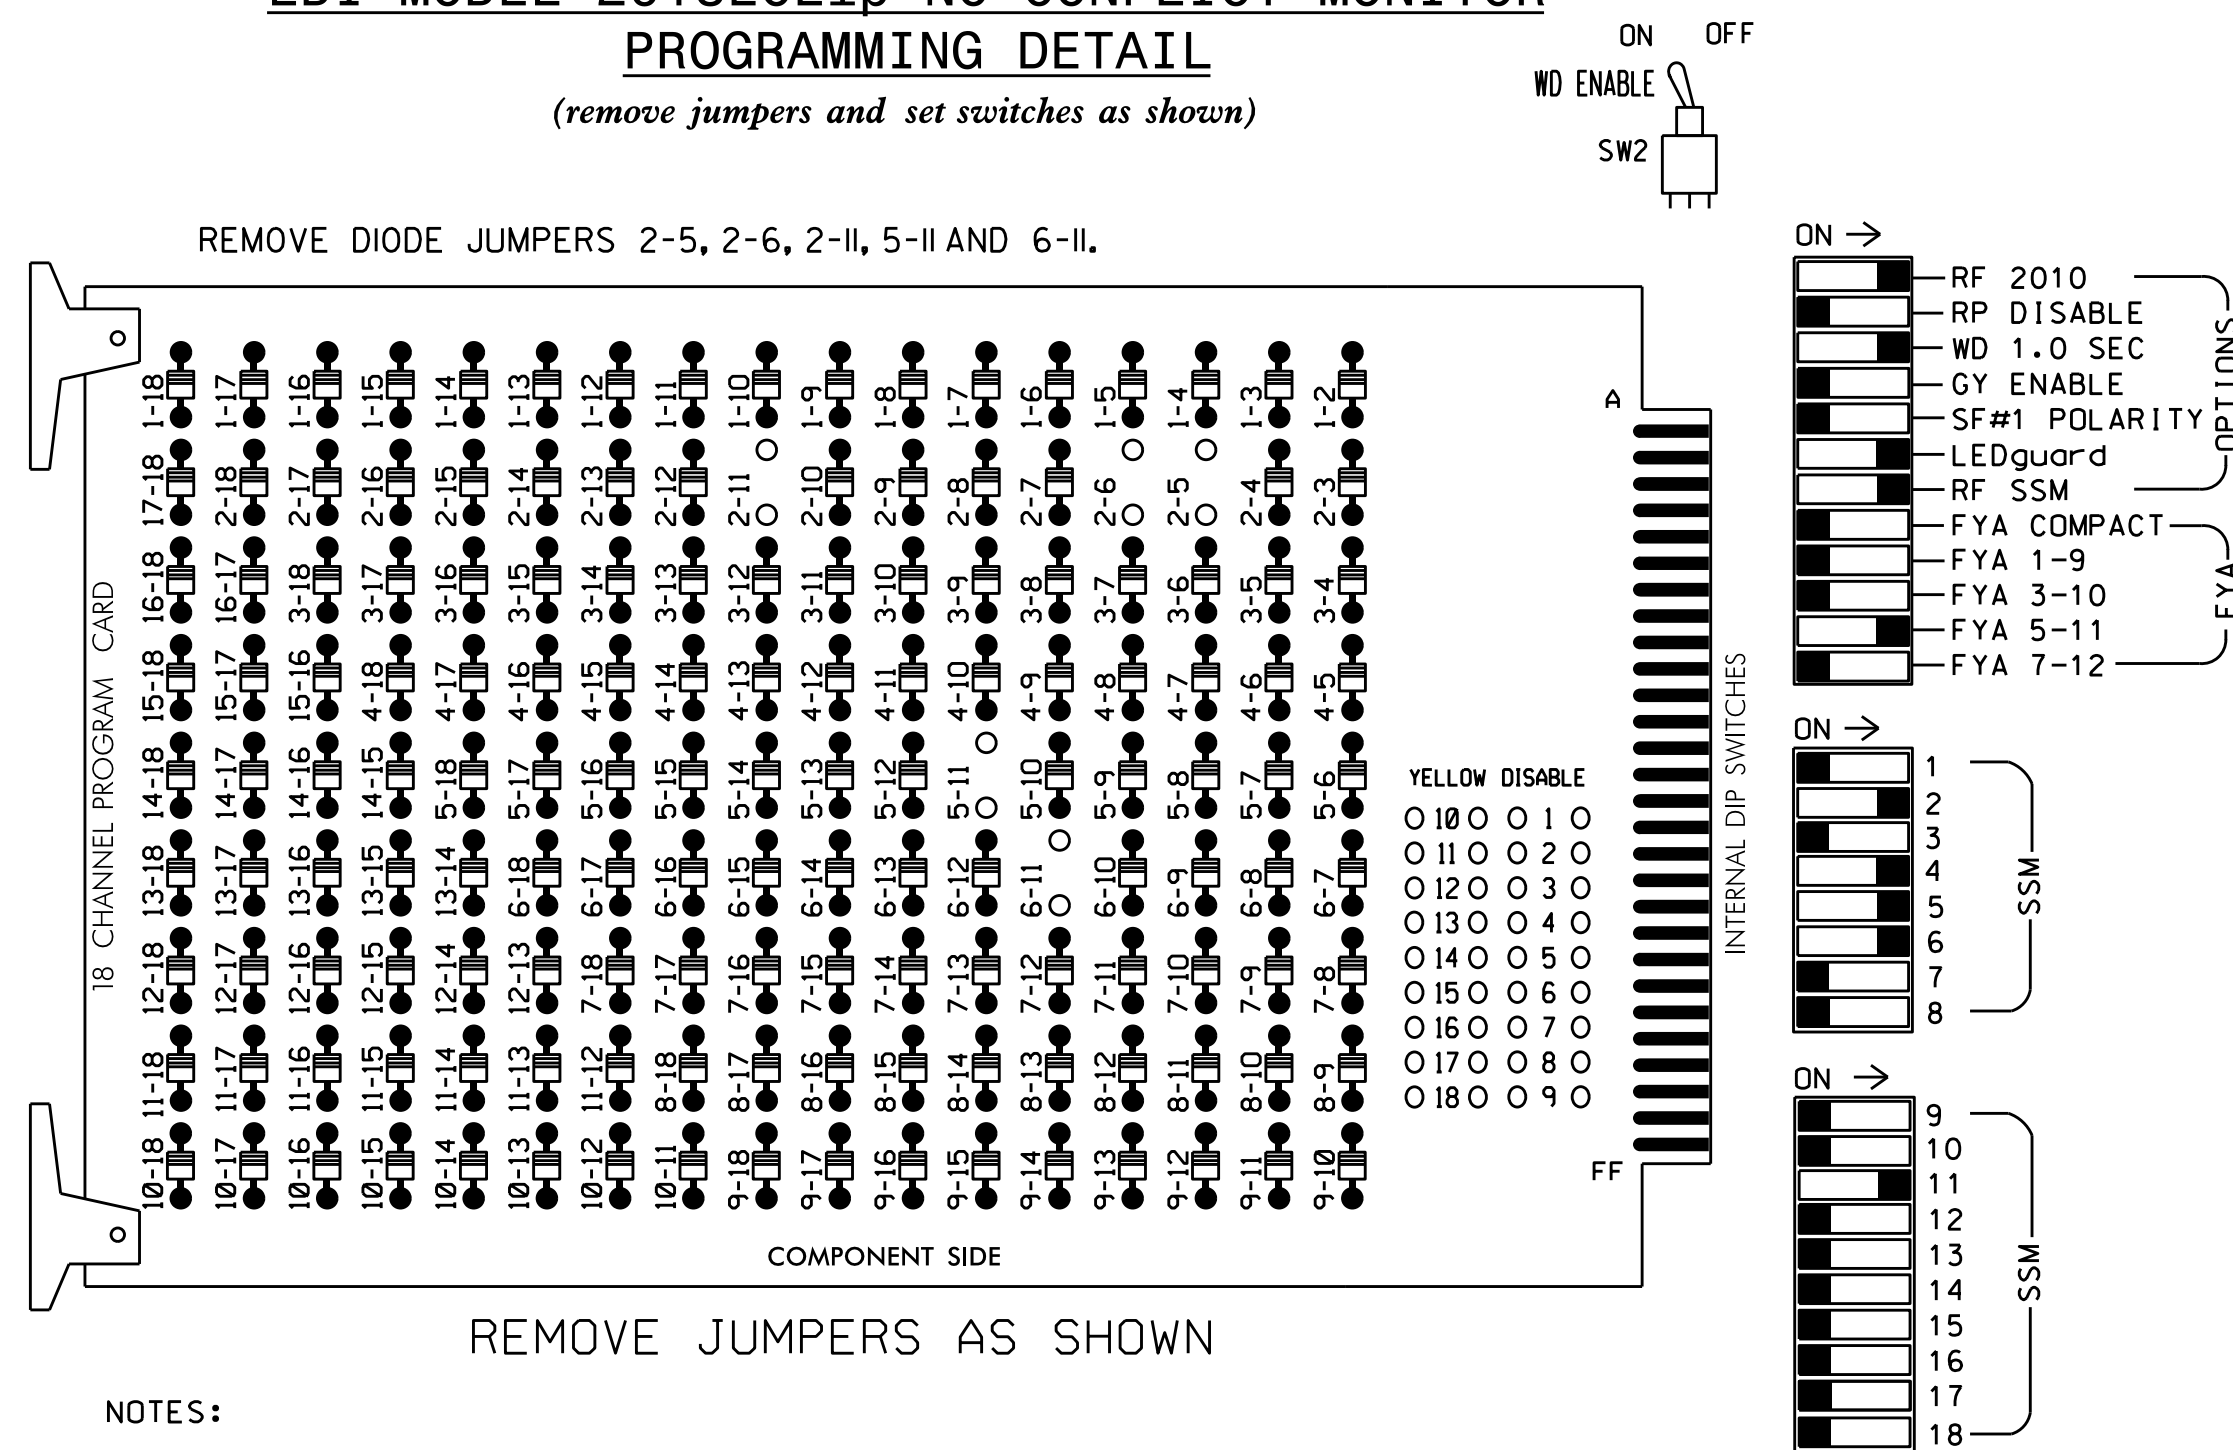 EDI MODEL 2018ECLip-NC CONFLICT MONITOR
PROGRAMMING DETAIL
(remove jumpers and set switches as shown)
ON OFF
WD ENABLE
SW2
REMOVE DIODE JUMPERS 2-5, 2-6, 2-11, 5-11 AND 6-11.
18 CHANNEL PROGRAM CARD
1-18 1-17 1-16 1-15 1-14 1-13 1-12 1-11 1-10 1-9 1-8 1-7 1-6 1-5 1-4 1-3 1-2
17-18 2-18 2-17 2-16 2-15 2-14 2-13 2-12 2-11 2-10 2-9 2-8 2-7 2-6 2-5 2-4 2-3
16-18 16-17 3-18 3-17 3-16 3-15 3-14 3-13 3-12 3-11 3-10 3-9 3-8 3-7 3-6 3-5 3-4
15-18 15-17 15-16 4-18 4-17 4-16 4-15 4-14 4-13 4-12 4-11 4-10 4-9 4-8 4-7 4-6 4-5
14-18 14-17 14-16 14-15 5-18 5-17 5-16 5-15 5-14 5-13 5-12 5-11 5-10 5-9 5-8 5-7 5-6
13-18 13-17 13-16 13-15 13-14 6-18 6-17 6-16 6-15 6-14 6-13 6-12 6-11 6-10 6-9 6-8 6-7
12-18 12-17 12-16 12-15 12-14 12-13 7-18 7-17 7-16 7-15 7-14 7-13 7-12 7-11 7-10 7-9 7-8
11-18 11-17 11-16 11-15 11-14 11-13 11-12 8-18 8-17 8-16 8-15 8-14 8-13 8-12 8-11 8-10 8-9
10-18 10-17 10-16 10-15 10-14 10-13 10-12 10-11 9-18 9-17 9-16 9-15 9-14 9-13 9-12 9-11 9-10
A
YELLOW DISABLE
10 1
11 2
12 3
13 4
14 5
15 6
16 7
17 8
18 9
FF
COMPONENT SIDE
INTERNAL DIP SWITCHES
ON
RF 2010
RP DISABLE
WD 1.0 SEC
GY ENABLE
SF#1 POLARITY
LEDguard
RF SSM
OPTIONS
FYA COMPACT
FYA 1-9
FYA 3-10
FYA 5-11
FYA 7-12
FYA
ON
1
2
3
4
5
6
7
8
SSM
ON
9
10
11
12
13
14
15
16
17
18
SSM
REMOVE JUMPERS AS SHOWN
NOTES: